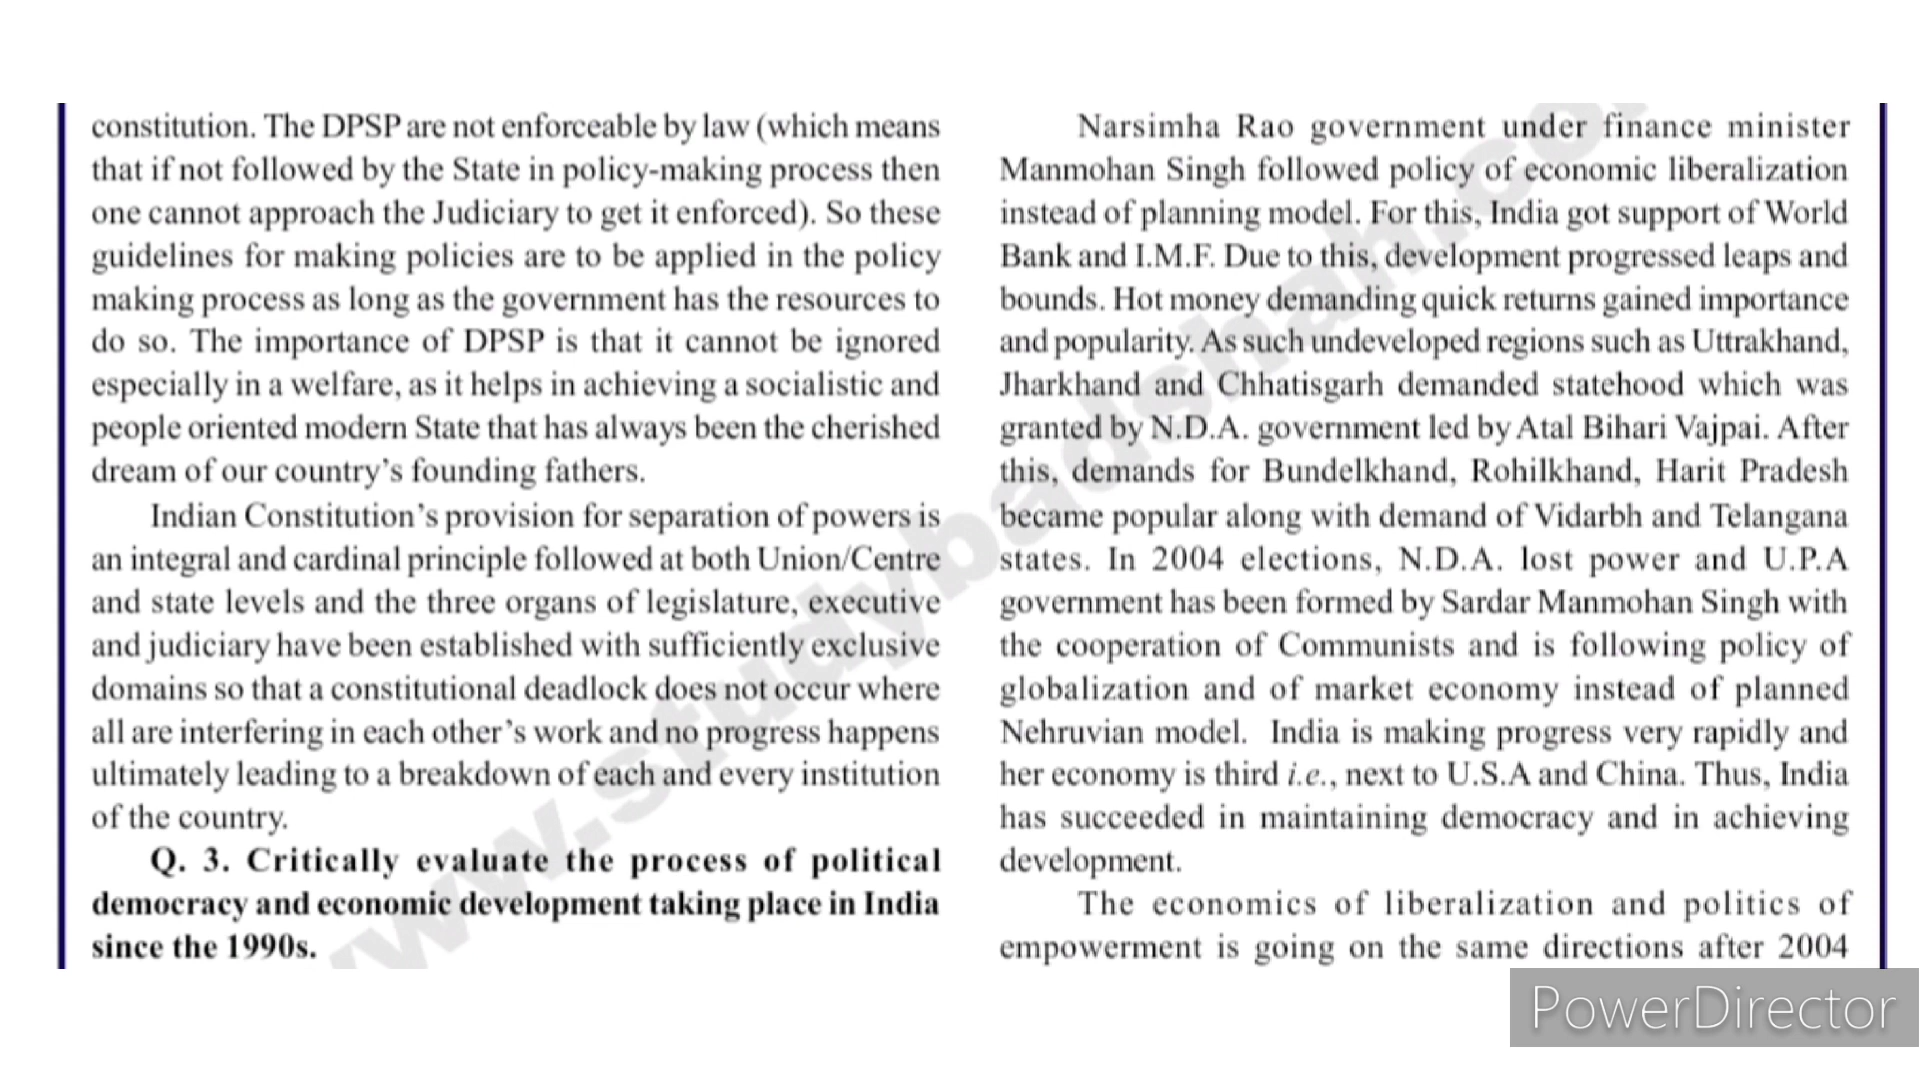 constitution. The DPSP are not enforceable by law (which means
that if not followed by the State in policy-making process then
one cannot approach the Judiciary to get it enforced). So these
guidelines for making policies are to be applied in the policy
making process as long as the government has the resources to
do so. The importance of DPSP is that it cannot be ignored
especially in a welfare, as it helps in achieving a socialistic and
people oriented modern State that has always been the cherished
dream of our country's founding fathers.
Indian Constitution's provision for separation of powers is
an integral and cardinal principle followed at both Union/Centre
and state levels and the three organs of legislature, executive
and judiciary have been established with sufficiently exclusive
domains so that a constitutional deadlock does not occur where
all are interfering in each other's work and no progress happens
ultimately leading to a breakdown of each and every institution
of the country.
Q. 3. Critically evaluate the process of political
democracy and economic development taking place in India
since the 1990s.
Narsimha Rao government under finance minister
Manmohan Singh followed policy of economic liberalization
instead of planning model. For this, India got support of World
Bank and I.M.F. Due to this, development progressed leaps and
bounds. Hot money demanding quick returns gained importance
and popularity. As such undeveloped regions such as Uttrakhand,
Jharkhand and Chhatisgarh demanded statehood which was
granted by N.D.A. government led by Atal Bihari Vajpai. After
this, demands for Bundelkhand, Rohilkhand, Harit Pradesh
became popular along with demand of Vidarbh and Telangana
states. In 2004 elections, N.D.A. lost power and U.P.A
government has been formed by Sardar Manmohan Singh with
the cooperation of Communists and is following policy of
globalization and of market economy instead of planned
Nehruvian model. India is making progress very rapidly and
her economy is third i.e., next to U.S.A and China. Thus, India
has succeeded in maintaining democracy and in achieving
development.
The economics of liberalization and politics of
empowerment is going on the same directions after 2004
www.studybadshah.com
PowerDirector